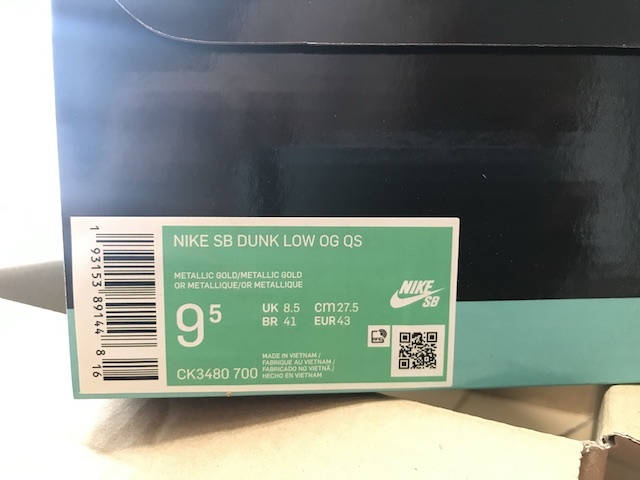 NIKE SB DUNK LOW OG QS
METALLIC GOLD/METALLIC GOLD
OR METALLIQUE/OR METALLIQUE
9⁵
UK 8.5 cm 27.5
BR 41 EUR 43
NIKE
SB
CK3480 700
MADE IN VIETNAM /
FABRIQUE AU VIETNAM /
FABRICADO NO VIETNÃ /
HECHO EN VIETNAM
1 93153 89144 8 16